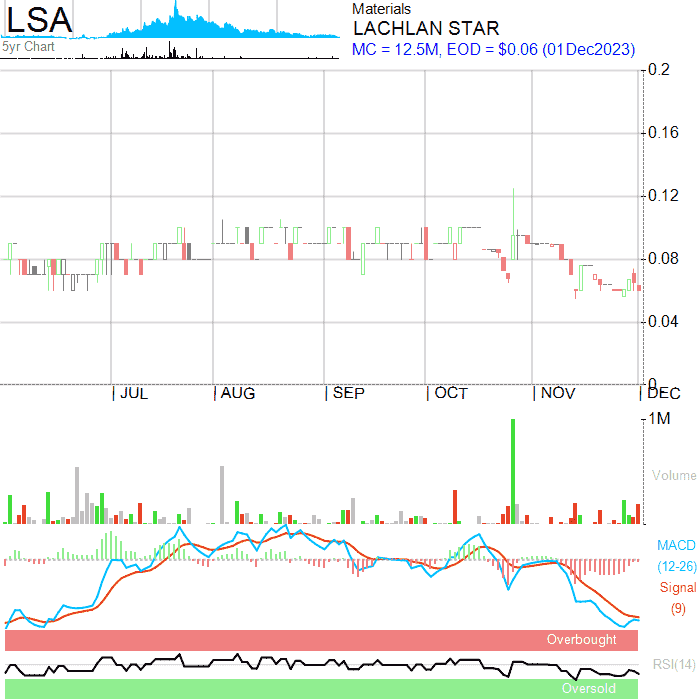 LSA
5yr Chart
Materials
LACHLAN STAR
MC = 12.5M, EOD = $0.06 (01Dec2023)
0.2
0.16
0.12
0.08
0.04
0
| JUL | AUG | SEP | OCT | NOV | DEC
1M
Volume
MACD
(12-26)
Signal
(9)
Overbought
RSI(14)
Oversold